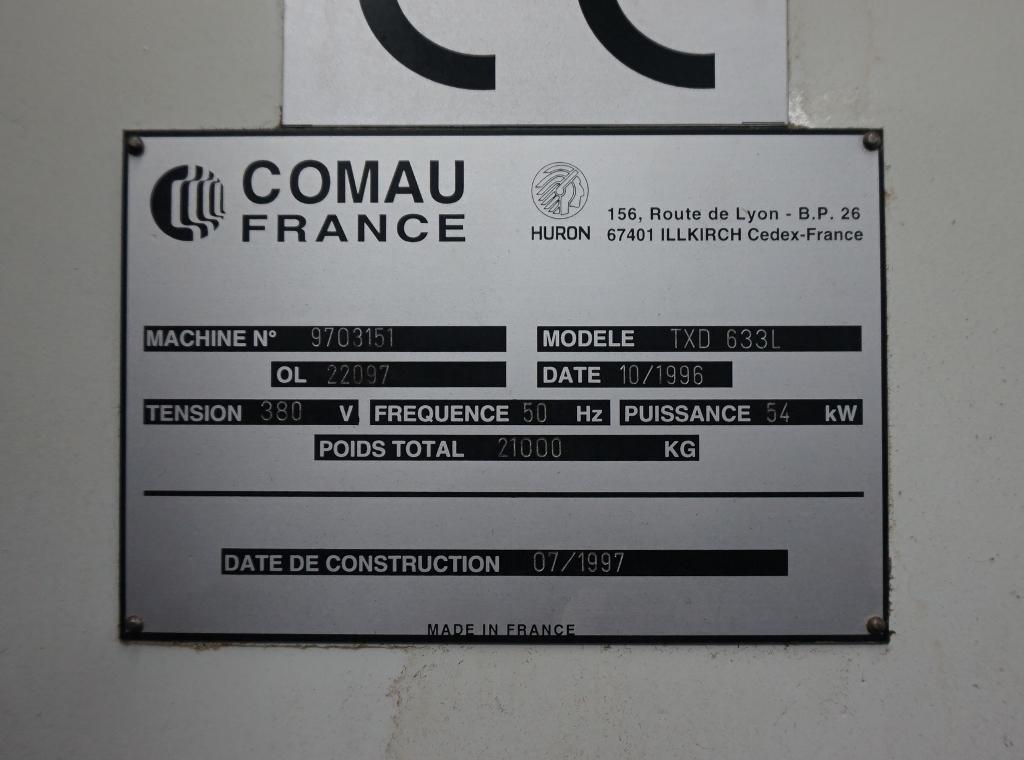 CE
COMAU
FRANCE
HURON
156, Route de Lyon - B.P. 26
67401 ILLKIRCH Cedex-France
MACHINE N° 9703151
MODELE TXD 633L
OL 22097
DATE 10/1996
TENSION 380 V
FREQUENCE 50 Hz
PUISSANCE 54 kW
POIDS TOTAL 21000 KG
DATE DE CONSTRUCTION 07/1997
MADE IN FRANCE